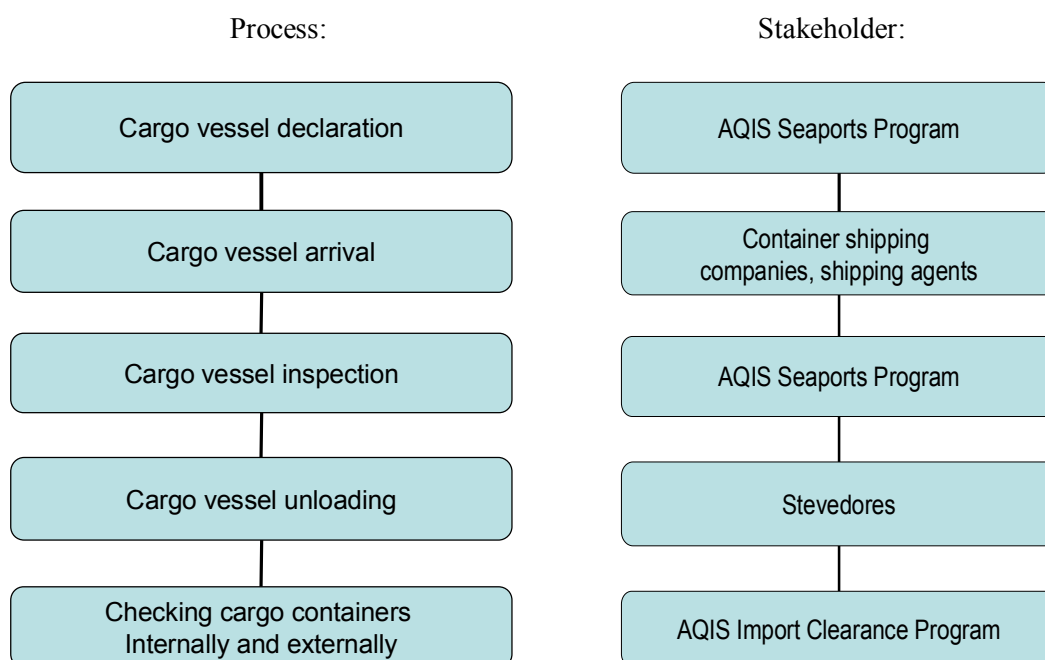 Process:
Stakeholder:
Cargo vessel declaration
AQIS Seaports Program
Cargo vessel arrival
Container shipping
companies, shipping agents
Cargo vessel inspection
AQIS Seaports Program
Cargo vessel unloading
Stevedores
Checking cargo containers
Internally and externally
AQIS Import Clearance Program